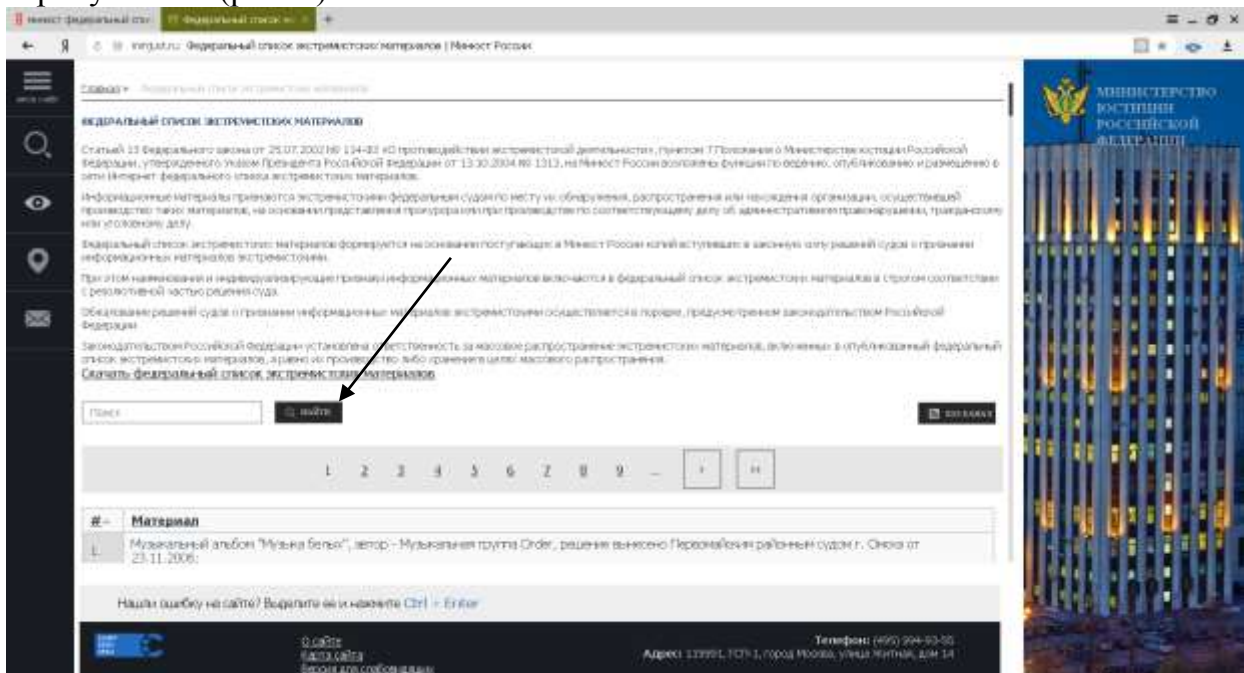 минюст федеральный спи
Федеральный список эк
minjust.ru Федеральный список экстремистских материалов | Минюст России
МИНИСТЕРСТВО
ЮСТИЦИИ
РОССИЙСКОЙ
ФЕДЕРАЦИИ
Главная » Федеральный список экстремистских материалов
ФЕДЕРАЛЬНЫЙ СПИСОК ЭКСТРЕМИСТСКИХ МАТЕРИАЛОВ
Статьей 13 Федерального закона от 25.07.2002 № 114-ФЗ «О противодействии экстремистской деятельности», пунктом 7 Положения о Министерстве юстиции Российской
Федерации, утвержденного Указом Президента Российской Федерации от 13.10.2004 № 1313, на Минюст России возложены функции по ведению, опубликованию и размещению в
сети Интернет федерального списка экстремистских материалов.
Информационные материалы признаются экстремистскими федеральным судом по месту их обнаружения, распространения или нахождения организации, осуществившей
производство таких материалов, на основании представления прокурора или при производстве по соответствующему делу об административном правонарушении, гражданскому
или уголовному делу.
Федеральный список экстремистских материалов формируется на основании поступающих в Минюст России копий вступивших в законную силу решений судов о признании
информационных материалов экстремистскими.
При этом наименования и индивидуализирующие признаки информационных материалов включаются в федеральный список экстремистских материалов в строгом соответствии
с резолютивной частью решения суда.
Обжалование решений судов о признании информационных материалов экстремистскими осуществляется в порядке, предусмотренном законодательством Российской
Федерации.
Законодательством Российской Федерации установлена ответственность за массовое распространение экстремистских материалов, включенных в опубликованный федеральный
список экстремистских материалов, а равно их производство либо хранение в целях массового распространения.
Скачать федеральный список экстремистских материалов
Поиск
НАЙТИ
1 2 3 4 5 6 7 8 9 ...
# Материал
1. Музыкальный альбом "Музыка белых", автор – Музыкальная группа Order, решение вынесено Первомайским районным судом г. Омска от
23.11.2006;
Нашли ошибку на сайте? Выделите ее и нажмите Ctrl + Enter
О сайте
Карта сайта
Версия для слабовидящих
Телефон: (495) 994-93-55
Адрес: 119991, ГСП-1, город Москва, улица Житная, дом 14